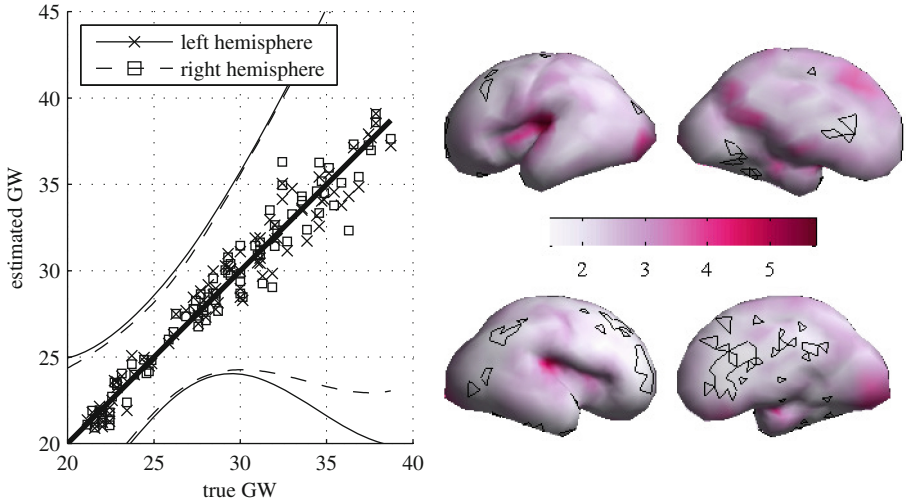 45
left hemisphere
right hemisphere
40
35
30
25
20
estimated GW
20 25 30 35 40
true GW
2 3 4 5